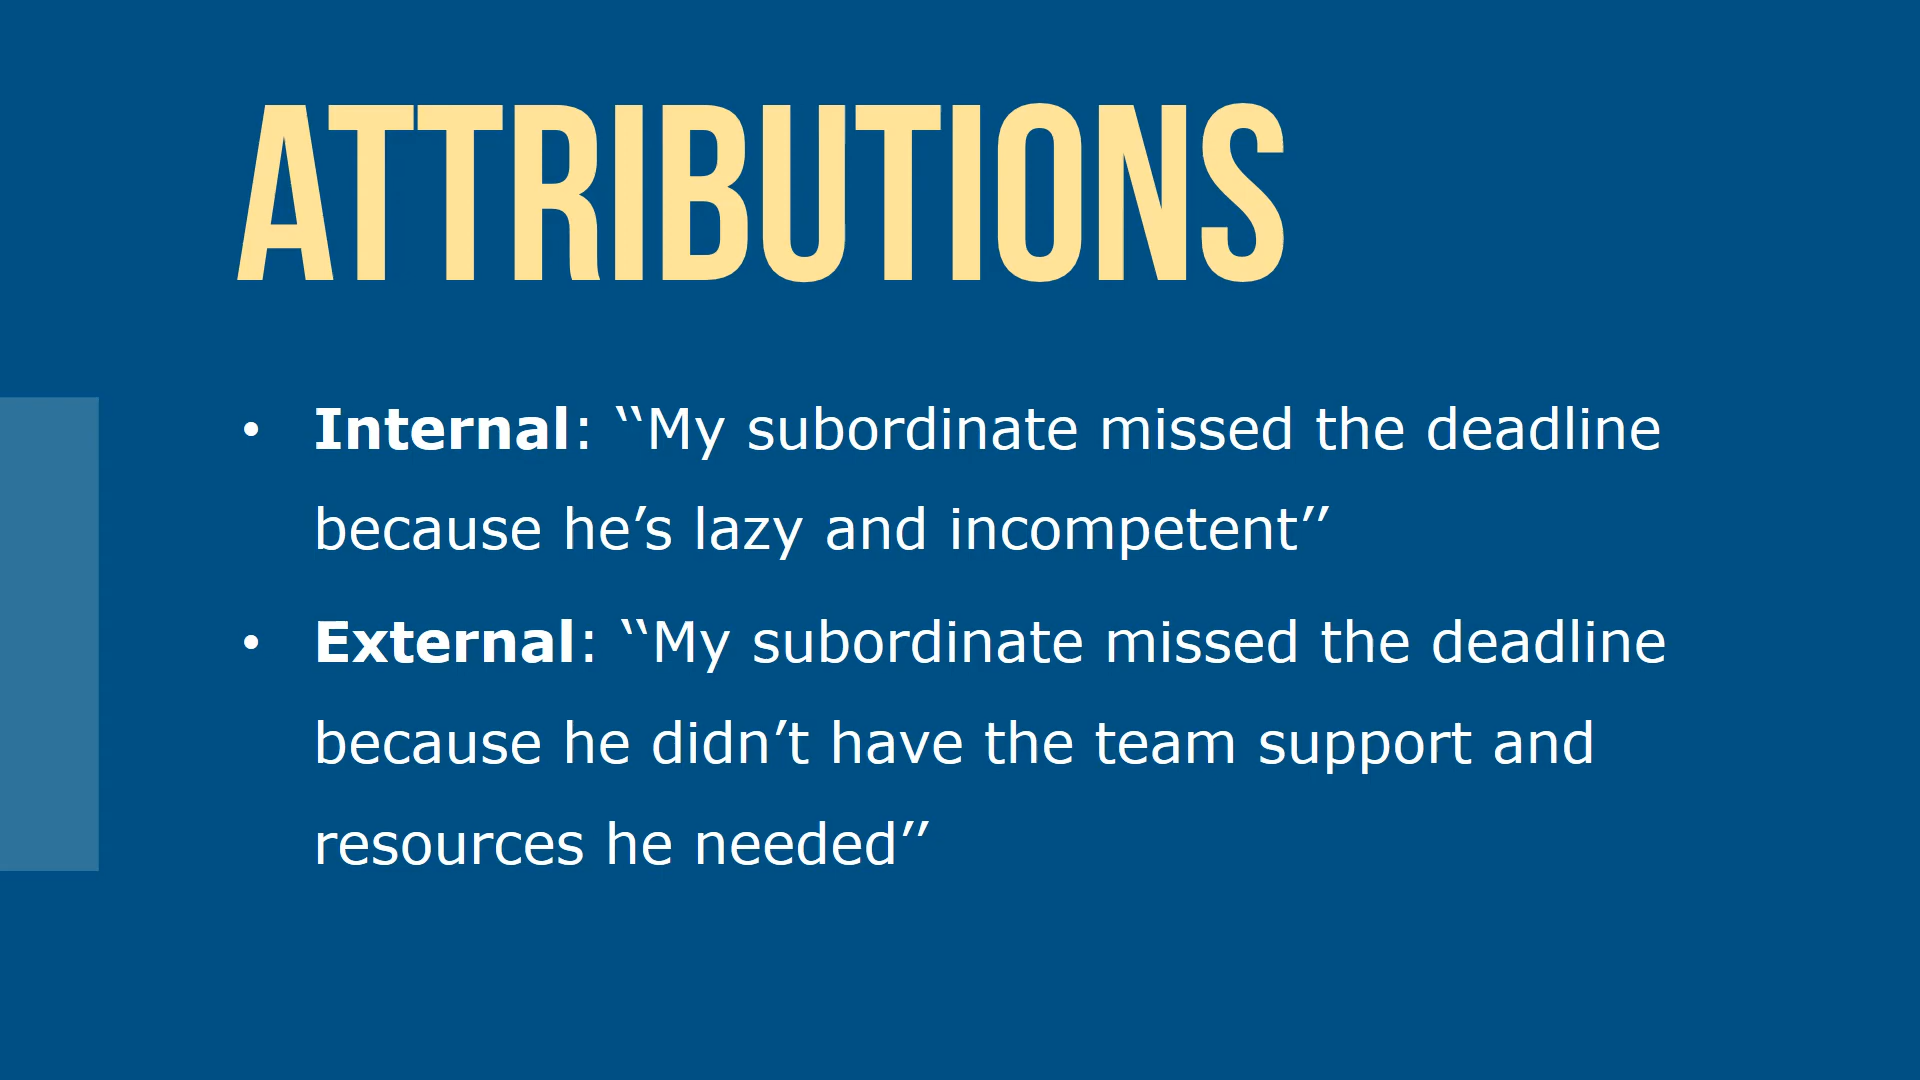 ATTRIBUTIONS
• Internal: ‘‘My subordinate missed the deadline
because he’s lazy and incompetent’’
• External: ‘‘My subordinate missed the deadline
because he didn’t have the team support and
resources he needed’’